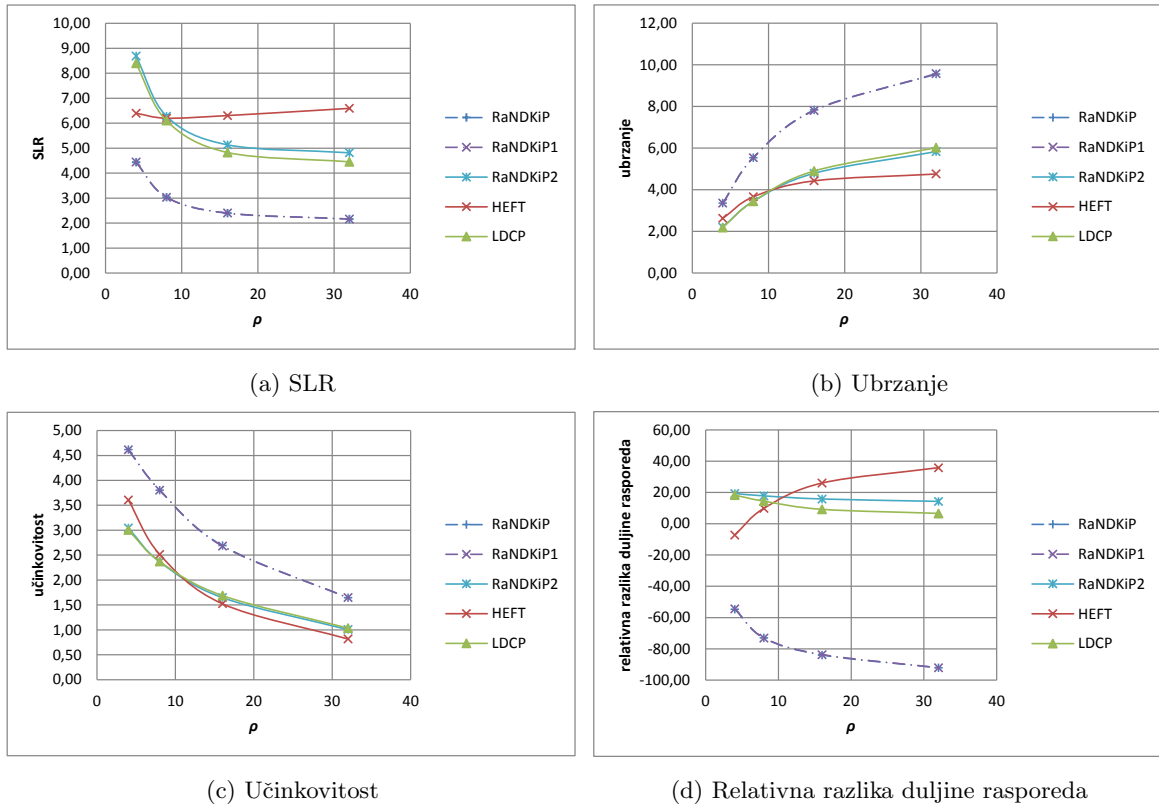 10,00
9,00
8,00
7,00
6,00
5,00
4,00
3,00
2,00
1,00
0,00
SLR
0 10 20 30 40
ρ
RaNDKiP
RaNDKiP1
RaNDKiP2
HEFT
LDCP
(a) SLR
12,00
10,00
8,00
6,00
4,00
2,00
0,00
ubrzanje
0 10 20 30 40
ρ
RaNDKiP
RaNDKiP1
RaNDKiP2
HEFT
LDCP
(b) Ubrzanje
5,00
4,50
4,00
3,50
3,00
2,50
2,00
1,50
1,00
0,50
0,00
učinkovitost
0 10 20 30 40
ρ
RaNDKiP
RaNDKiP1
RaNDKiP2
HEFT
LDCP
(c) Učinkovitost
60,00
40,00
20,00
0,00
-20,00
-40,00
-60,00
-80,00
-100,00
relativna razlika duljine rasporeda
0 10 20 30 40
ρ
RaNDKiP
RaNDKiP1
RaNDKiP2
HEFT
LDCP
(d) Relativna razlika duljine rasporeda